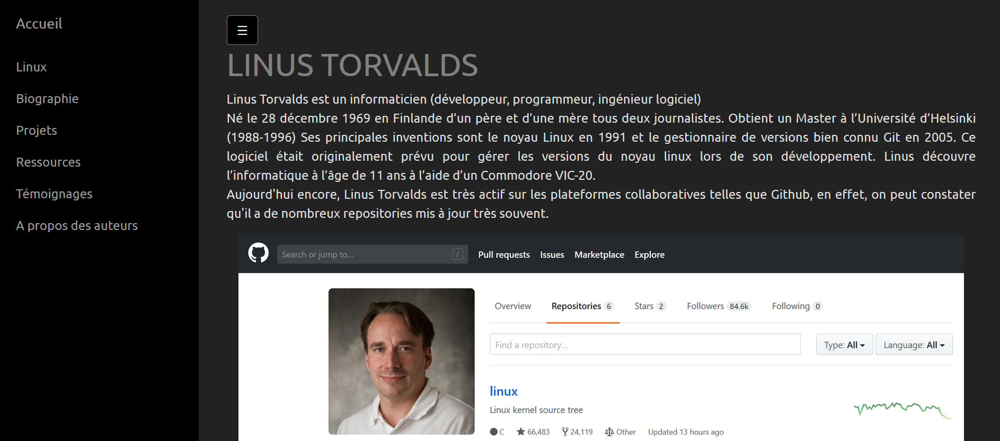 Accueil
Linux
Biographie
Projets
Ressources
Témoignages
A propos des auteurs
☰
LINUS TORVALDS
Linus Torvalds est un informaticien (développeur, programmeur, ingénieur logiciel)
Né le 28 décembre 1969 en Finlande d’un père et d’une mère tous deux journalistes. Obtient un Master à l’Université d’Helsinki
(1988-1996) Ses principales inventions sont le noyau Linux en 1991 et le gestionnaire de versions bien connu Git en 2005. Ce
logiciel était originalement prévu pour gérer les versions du noyau linux lors de son développement. Linus découvre
l’informatique à l’âge de 11 ans à l’aide d’un Commodore VIC-20.
Aujourd'hui encore, Linus Torvalds est très actif sur les plateformes collaboratives telles que Github, en effet, on peut constater
qu'il a de nombreux repositories mis à jour très souvent.
Search or jump to... / Pull requests Issues Marketplace Explore
Overview Repositories 6 Stars 2 Followers 84.6k Following 0
Find a repository... Type: All Language: All
linux
Linux kernel source tree
C 66,483 24,119 Other Updated 13 hours ago